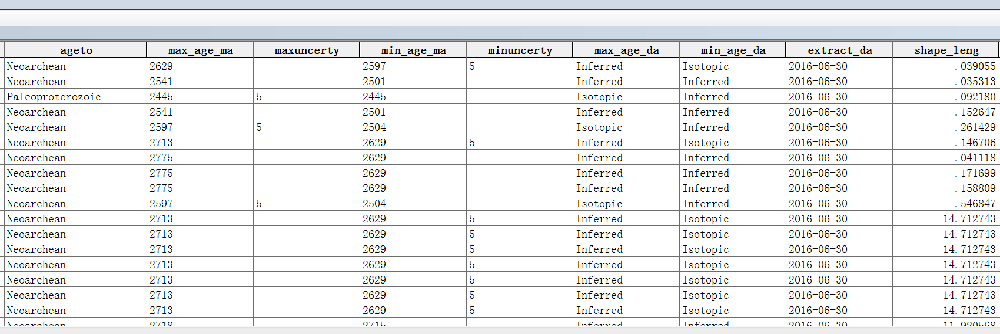 ageto max_age_ma maxuncerty min_age_ma minuncerty max_age_da min_age_da extract_da shape_leng
Neoarchean 2629 2597 5 Inferred Isotopic 2016-06-30 .039055
Neoarchean 2541 2501 Inferred Inferred 2016-06-30 .035313
Paleoproterozoic 2445 5 2445 Isotopic Inferred 2016-06-30 .092180
Neoarchean 2541 2501 Inferred Inferred 2016-06-30 .152647
Neoarchean 2597 5 2504 Isotopic Inferred 2016-06-30 .261429
Neoarchean 2713 2629 5 Inferred Isotopic 2016-06-30 .146706
Neoarchean 2775 2629 Inferred Inferred 2016-06-30 .041118
Neoarchean 2775 2629 Inferred Inferred 2016-06-30 .171699
Neoarchean 2775 2629 Inferred Inferred 2016-06-30 .158809
Neoarchean 2597 5 2504 Isotopic Inferred 2016-06-30 .546847
Neoarchean 2713 2629 5 Inferred Isotopic 2016-06-30 14.712743
Neoarchean 2713 2629 5 Inferred Isotopic 2016-06-30 14.712743
Neoarchean 2713 2629 5 Inferred Isotopic 2016-06-30 14.712743
Neoarchean 2713 2629 5 Inferred Isotopic 2016-06-30 14.712743
Neoarchean 2713 2629 5 Inferred Isotopic 2016-06-30 14.712743
Neoarchean 2713 2629 5 Inferred Isotopic 2016-06-30 14.712743
Neoarchean 2713 2629 5 Inferred Isotopic 2016-06-30 14.712743
Neoarchean 2718 2715 Inferred Inferred 2016-06-30 11.920568